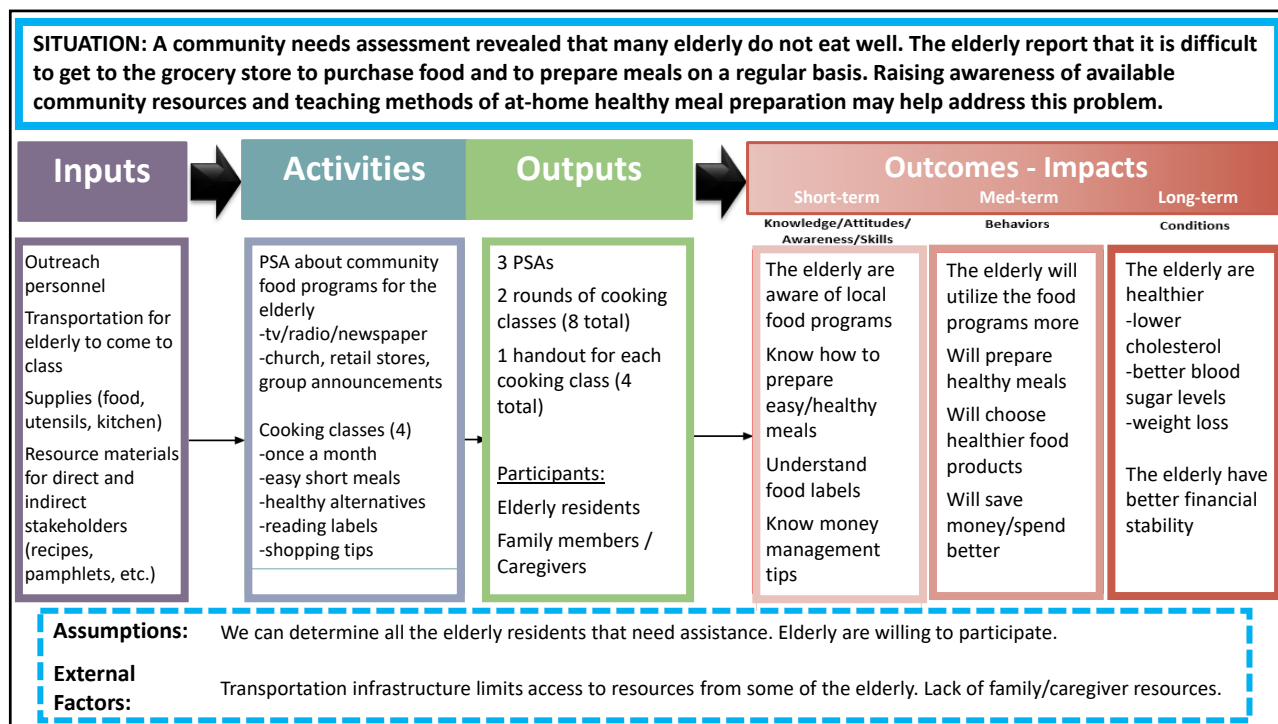 SITUATION: A community needs assessment revealed that many elderly do not eat well. The elderly report that it is difficult
to get to the grocery store to purchase food and to prepare meals on a regular basis. Raising awareness of available
community resources and teaching methods of at-home healthy meal preparation may help address this problem.
Inputs
Activities
Outputs
Outcomes - Impacts
Short-term
Med-term
Long-term
Knowledge/Attitudes/
Awareness/Skills
Behaviors
Conditions
Outreach
personnel
Transportation for
elderly to come to
class
Supplies (food,
utensils, kitchen)
Resource materials
for direct and
indirect
stakeholders
(recipes,
pamphlets, etc.)
PSA about community
food programs for the
elderly
-tv/radio/newspaper
-church, retail stores,
group announcements
Cooking classes (4)
-once a month
-easy short meals
-healthy alternatives
-reading labels
-shopping tips
3 PSAs
2 rounds of cooking
classes (8 total)
1 handout for each
cooking class (4
total)
Participants:
Elderly residents
Family members /
Caregivers
The elderly are
aware of local
food programs
Know how to
prepare
easy/healthy
meals
Understand
food labels
Know money
management
tips
The elderly will
utilize the food
programs more
Will prepare
healthy meals
Will choose
healthier food
products
Will save
money/spend
better
The elderly are
healthier
-lower
cholesterol
-better blood
sugar levels
-weight loss
The elderly have
better financial
stability
Assumptions: We can determine all the elderly residents that need assistance. Elderly are willing to participate.
External
Factors: Transportation infrastructure limits access to resources from some of the elderly. Lack of family/caregiver resources.